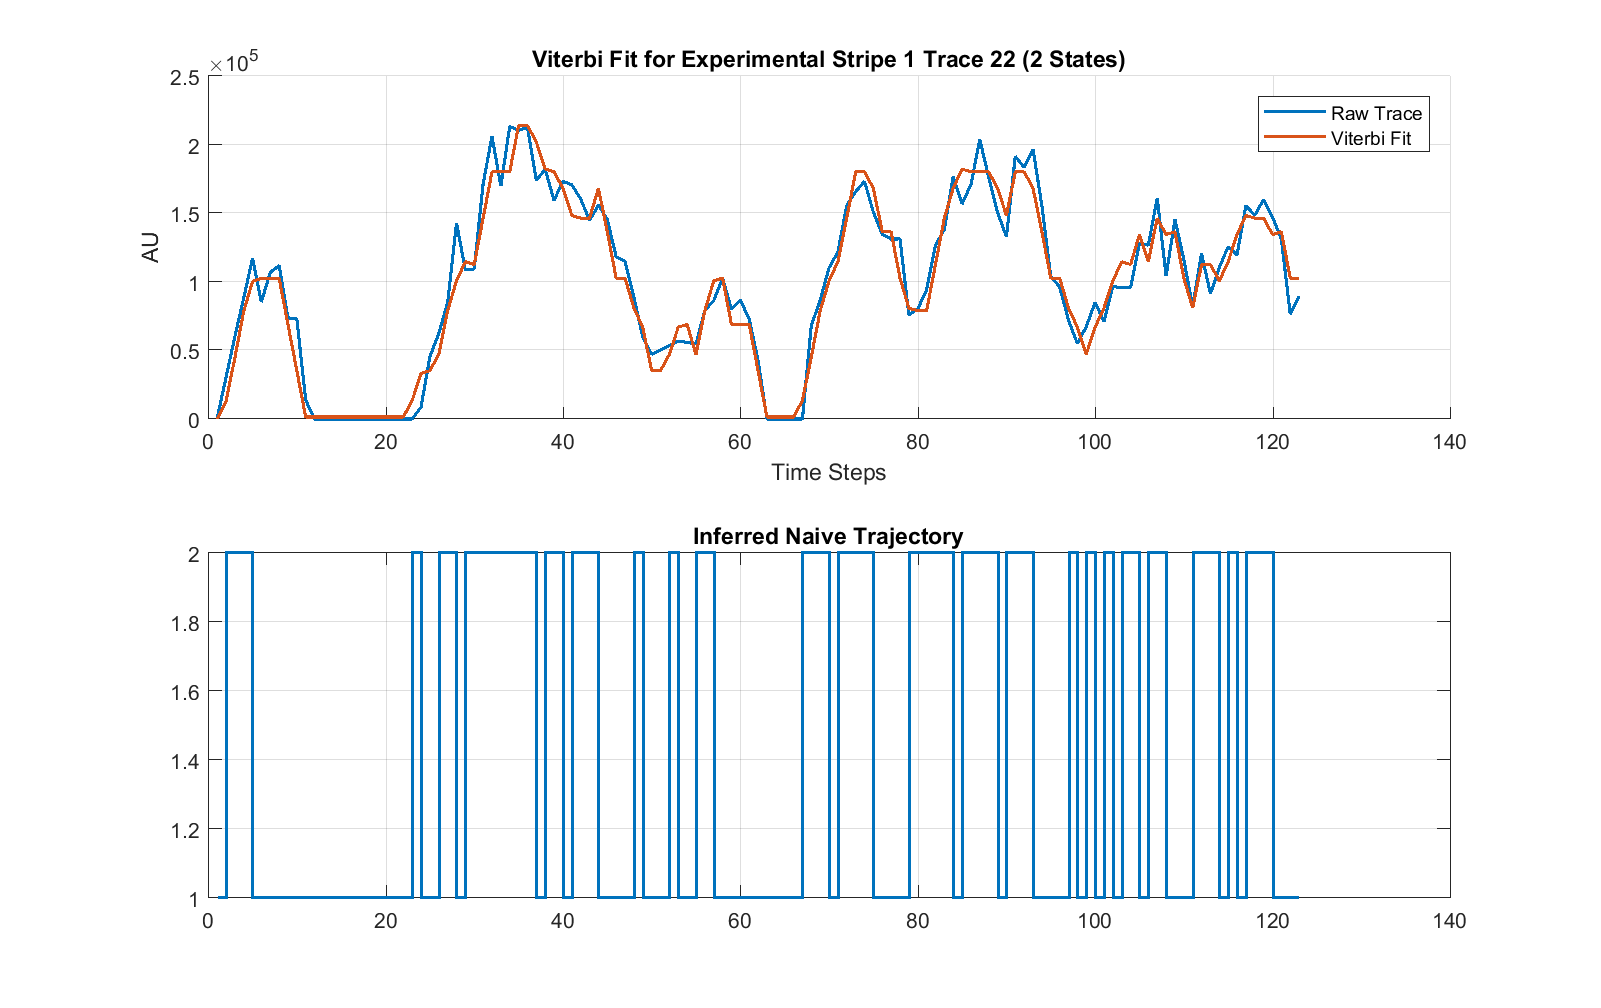 Viterbi Fit for Experimental Stripe 1 Trace 22 (2 States)
×10^5
2.5
2
1.5
1
0.5
0
AU
Raw Trace
Viterbi Fit
0 20 40 60 80 100 120 140
Time Steps
Inferred Naive Trajectory
2
1.8
1.6
1.4
1.2
1
0 20 40 60 80 100 120 140